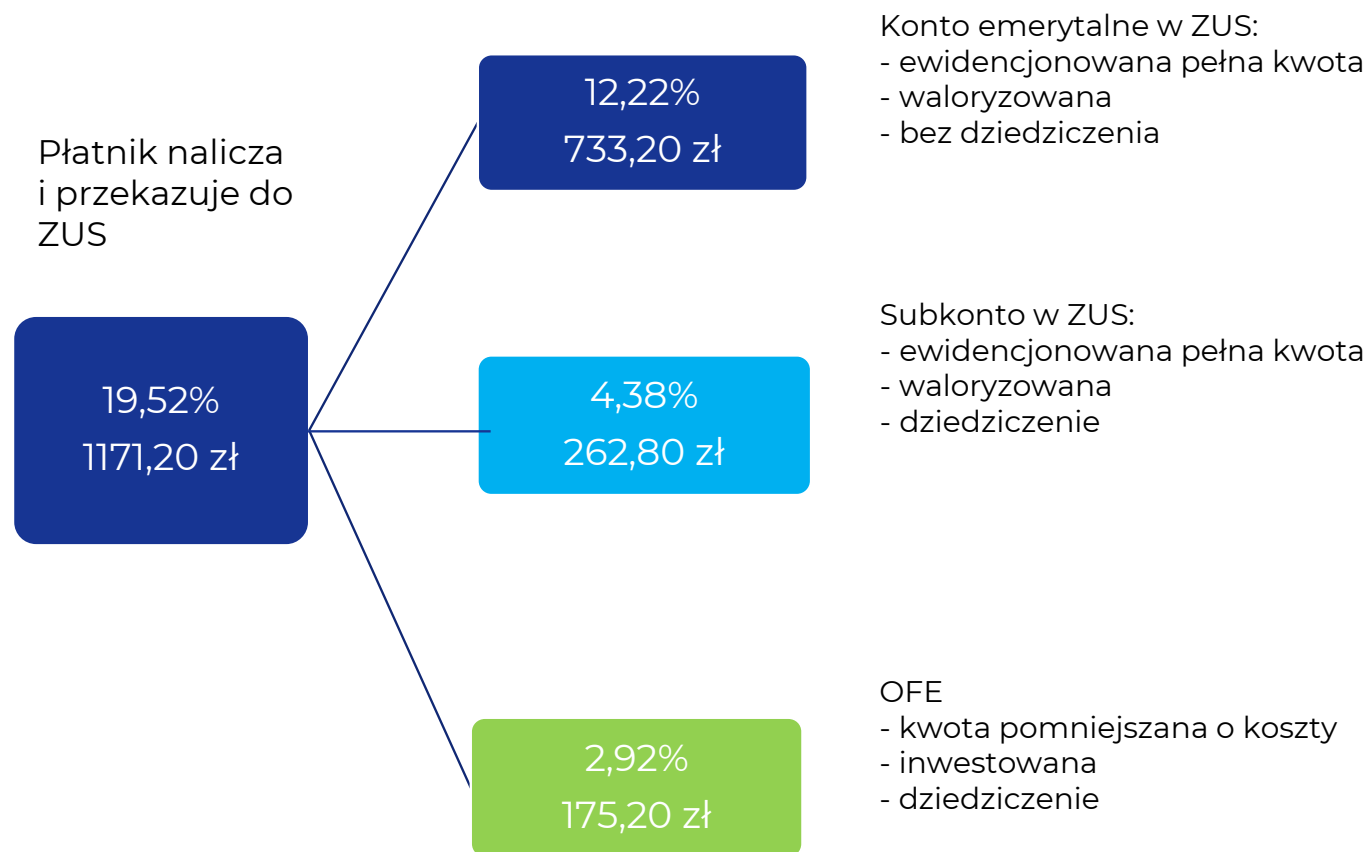 Płatnik nalicza
i przekazuje do
ZUS
19,52%
1171,20 zł
12,22%
733,20 zł
Konto emerytalne w ZUS:
- ewidencjonowana pełna kwota
- waloryzowana
- bez dziedziczenia
4,38%
262,80 zł
Subkonto w ZUS:
- ewidencjonowana pełna kwota
- waloryzowana
- dziedziczenie
2,92%
175,20 zł
OFE
- kwota pomniejszana o koszty
- inwestowana
- dziedziczenie